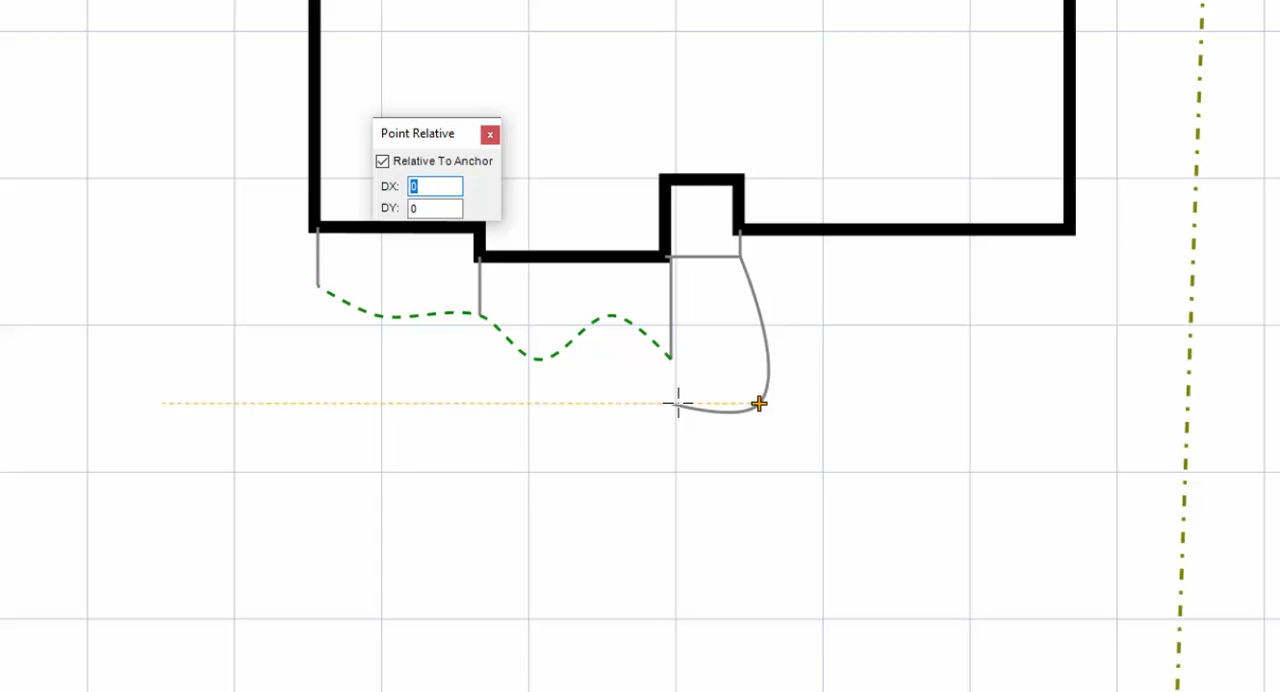 Point Relative x
Relative To Anchor
DX: 0
DY: 0